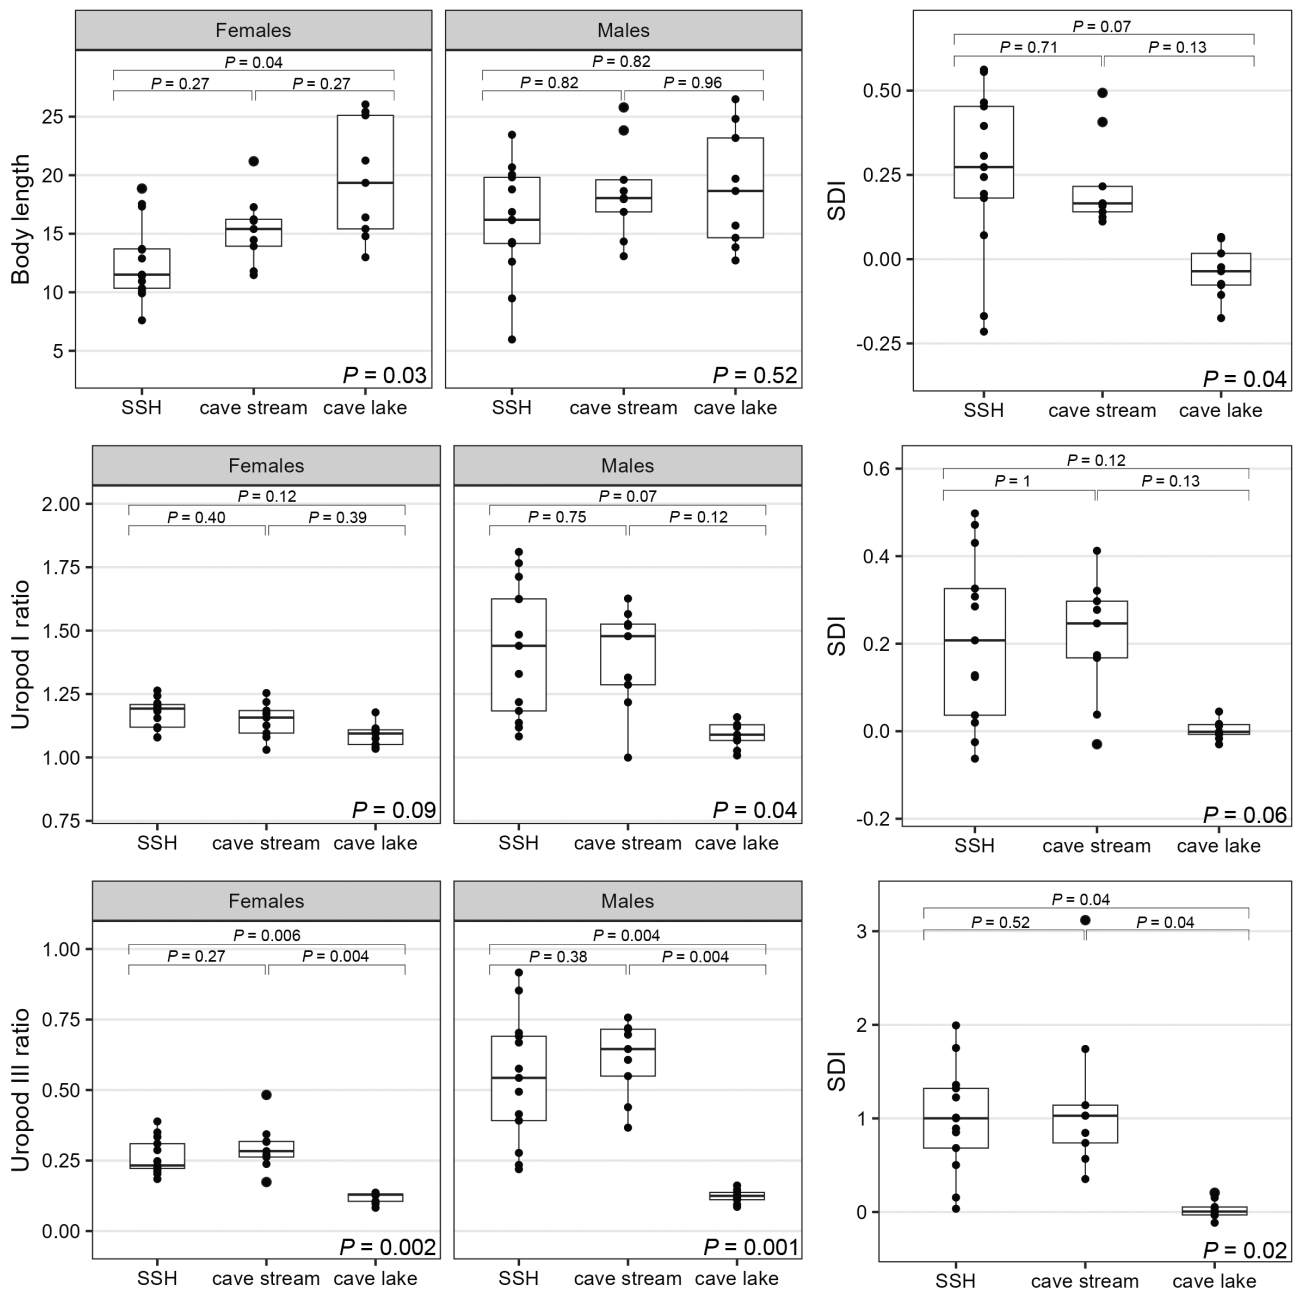 Females Males
P = 0.07
P = 0.04 P = 0.82
P = 0.71 P = 0.13
P = 0.27 P = 0.27 P = 0.82 P = 0.96
Body length
25
20
15
10
5
SDI
0.50
0.25
0.00
-0.25
P = 0.03 P = 0.52 P = 0.04
SSH cave stream cave lake SSH cave stream cave lake SSH cave stream cave lake
Females Males
P = 0.12
P = 1 P = 0.13
P = 0.12 P = 0.07
P = 0.40 P = 0.39 P = 0.75 P = 0.12
Uropod I ratio
2.00
1.75
1.50
1.25
1.00
0.75
SDI
0.6
0.4
0.2
0.0
-0.2
P = 0.09 P = 0.04 P = 0.06
SSH cave stream cave lake SSH cave stream cave lake SSH cave stream cave lake
Females Males
P = 0.04
P = 0.52 P = 0.04
P = 0.006 P = 0.004
P = 0.27 P = 0.004 P = 0.38 P = 0.004
Uropod III ratio
1.00
0.75
0.50
0.25
0.00
SDI
3
2
1
0
P = 0.002 P = 0.001 P = 0.02
SSH cave stream cave lake SSH cave stream cave lake SSH cave stream cave lake